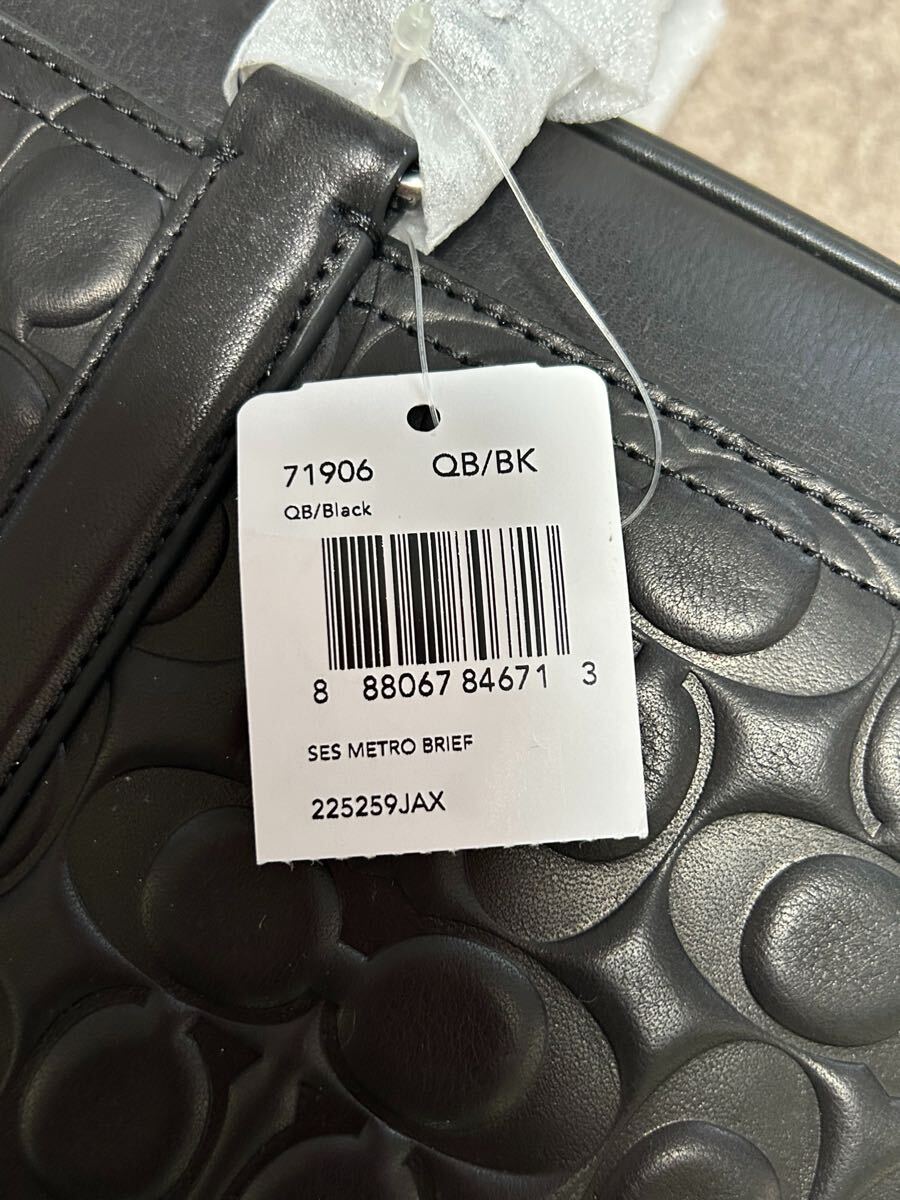 71906 QB/BK
QB/Black
8 88067 84671 3
SES METRO BRIEF
225259JAX